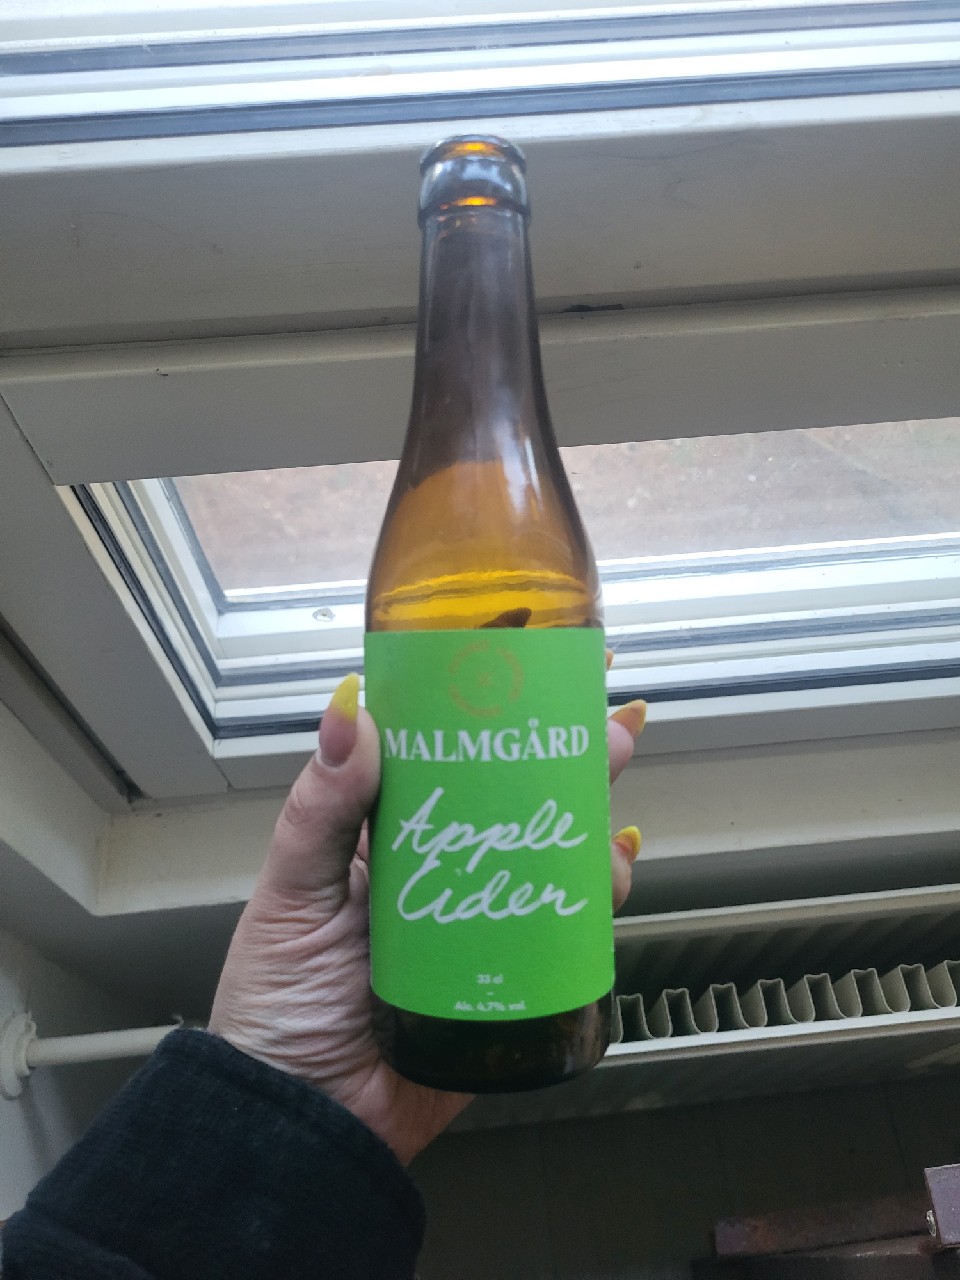 MALMGÅRD
Apple
Cider
33 cl
Alc. 4,7% vol.